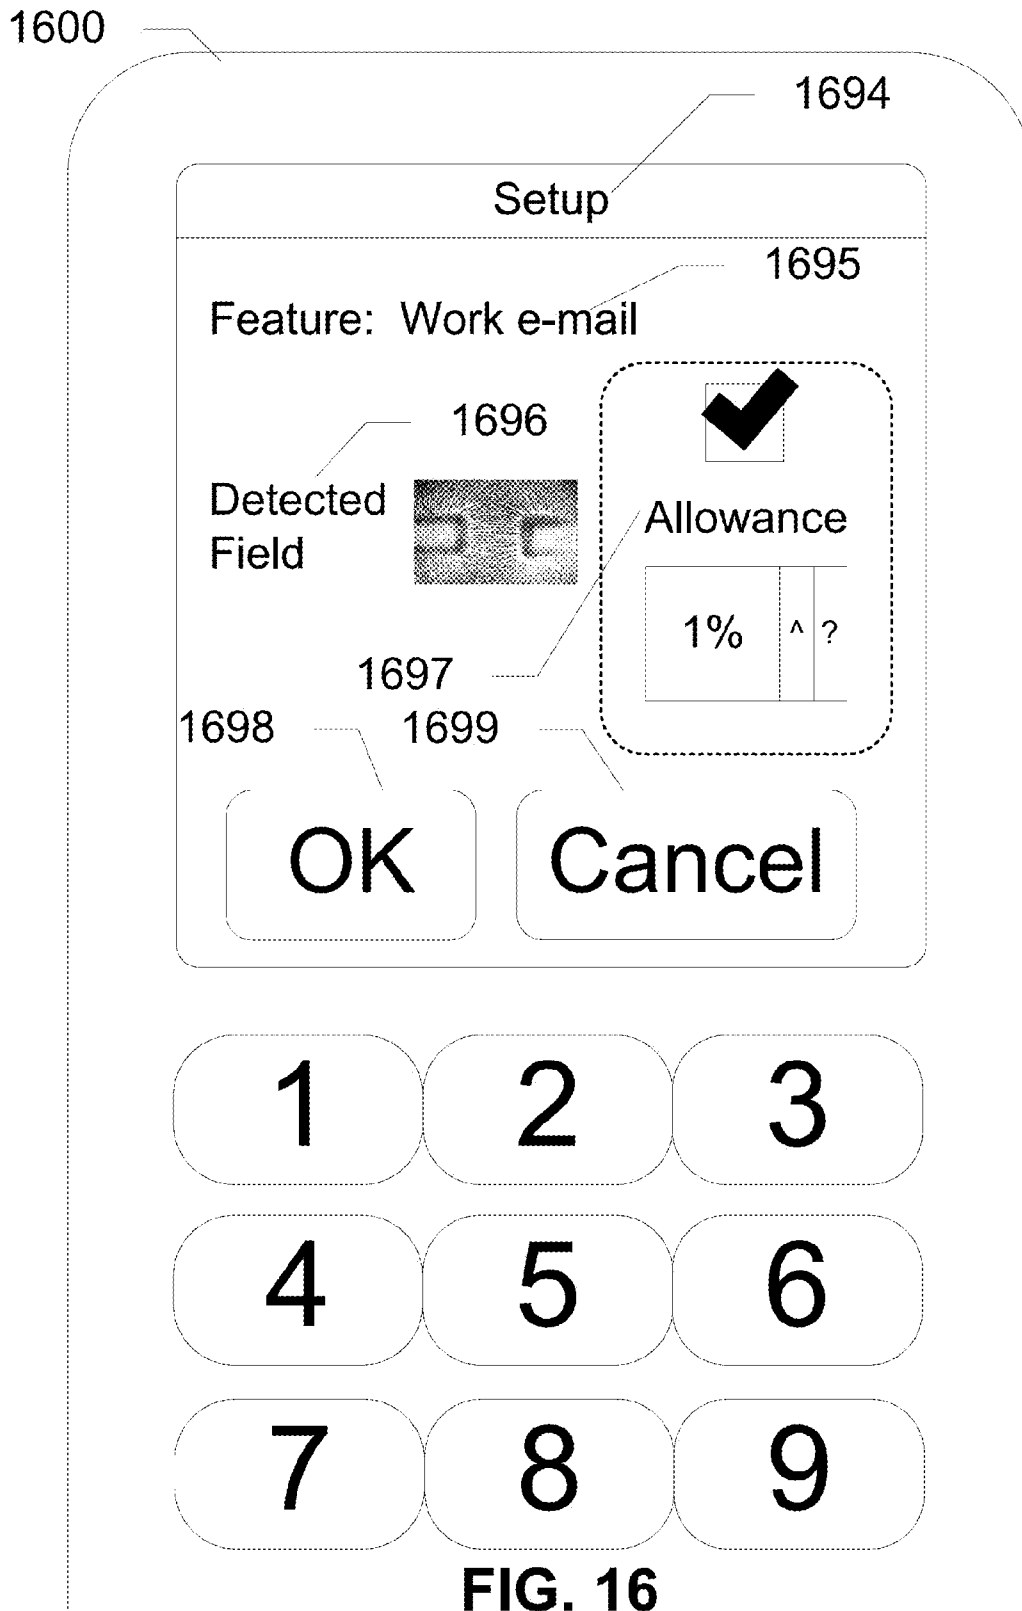 1600
1694
Setup
1695
Feature: Work e-mail
1696
Detected
Field
Allowance
1% ^ ?
1697
1698 1699
OK Cancel
1 2 3
4 5 6
7 8 9
FIG. 16